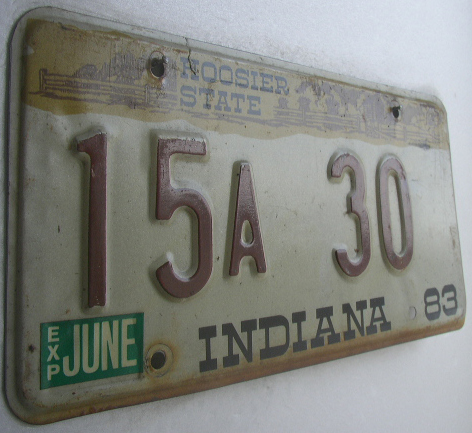 HOOSIER
STATE
15A 30
EXP JUNE
INDIANA 83